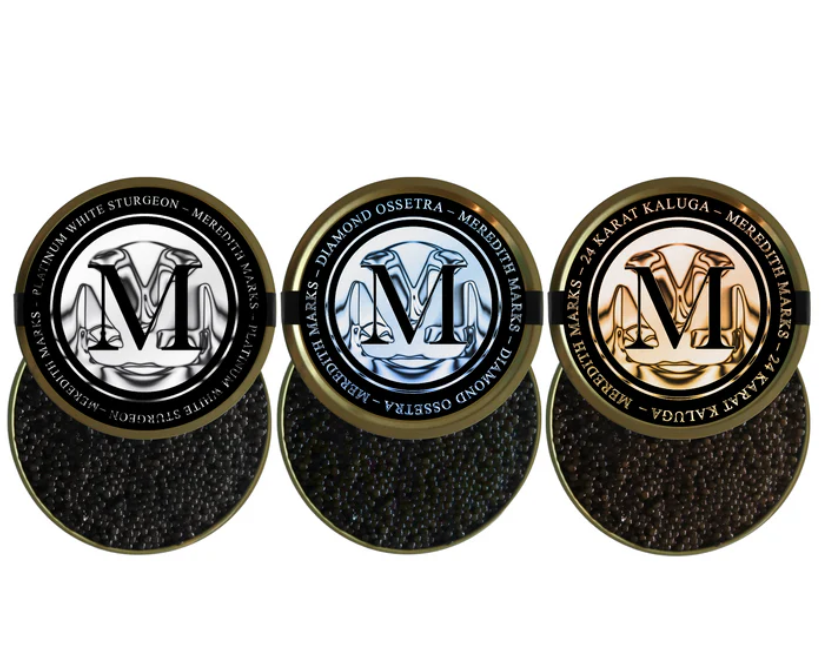 PLATINUM WHITE STURGEON – MEREDITH MARKS – PLATINUM WHITE STURGEON – MEREDITH MARKS –
M
DIAMOND OSSETRA – MEREDITH MARKS – DIAMOND OSSETRA – MEREDITH MARKS –
M
24 KARAT KALUGA – MEREDITH MARKS – 24 KARAT KALUGA – MEREDITH MARKS –
M